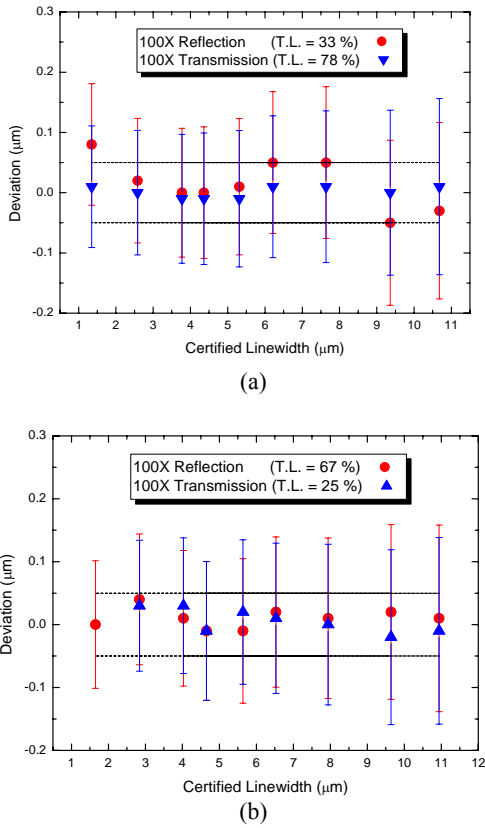 0.3
100X Reflection (T.L. = 33 %)
100X Transmission (T.L. = 78 %)
0.2
0.1
0.0
-0.1
-0.2
Deviation (μm)
1 2 3 4 5 6 7 8 9 10 11
Certified Linewidth (μm)
(a)
0.3
100X Reflection (T.L. = 67 %)
100X Transmission (T.L. = 25 %)
0.2
0.1
0.0
-0.1
-0.2
Deviation (μm)
1 2 3 4 5 6 7 8 9 10 11 12
Certified Linewidth (μm)
(b)